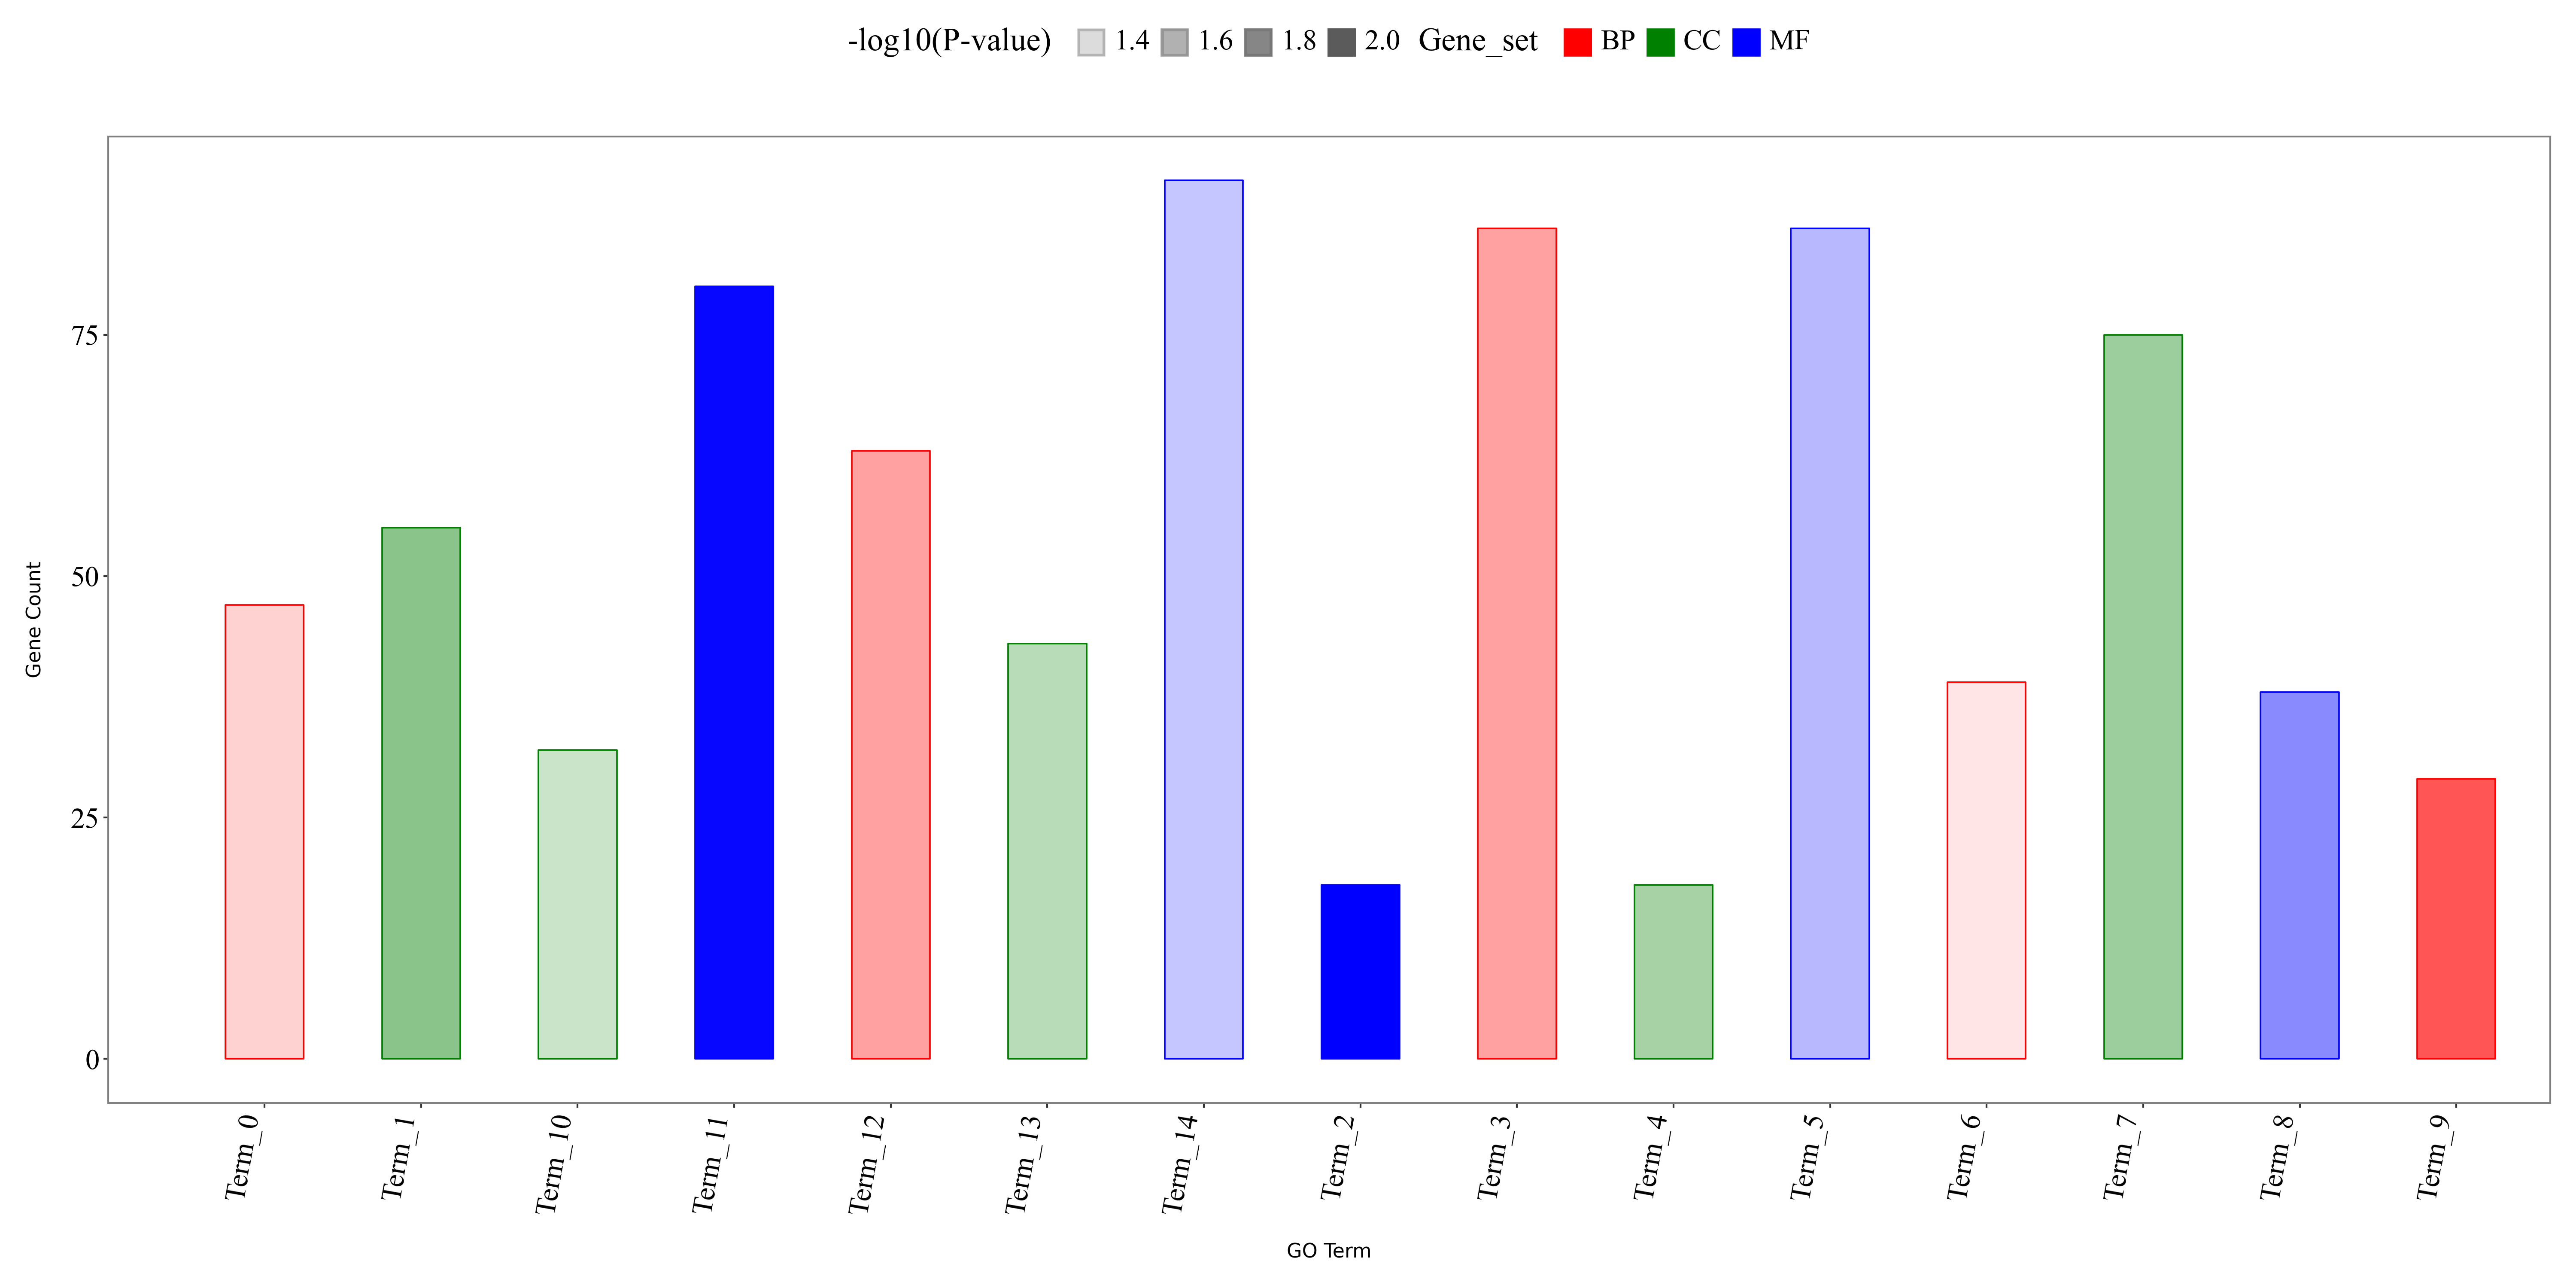 -log10(P-value) 1.4 1.6 1.8 2.0 Gene_set BP CC MF
75
50
25
0
Gene Count
Term_0 Term_1 Term_10 Term_11 Term_12 Term_13 Term_14 Term_2 Term_3 Term_4 Term_5 Term_6 Term_7 Term_8 Term_9
GO Term